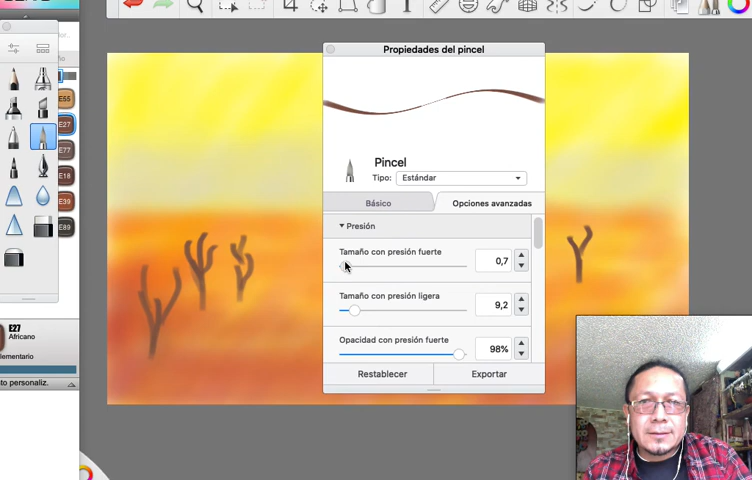 Propiedades del pincel
Pincel
Tipo: Estándar
Básico
Opciones avanzadas
Presión
Tamaño con presión fuerte
0,7
Tamaño con presión ligera
9,2
Opacidad con presión fuerte
98%
Restablecer
Exportar
E55
E27
E77
E18
E39
E89
E27
Africano
lementario
to personaliz.
T